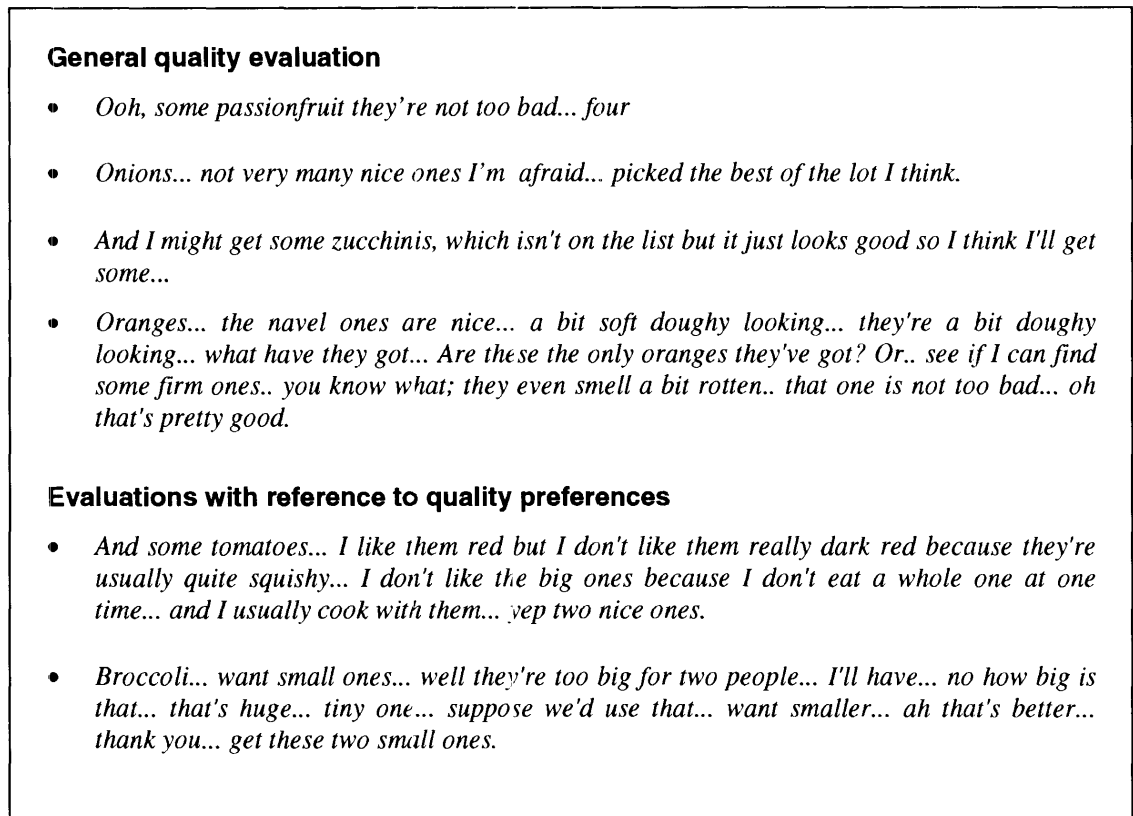 General quality evaluation
• Ooh, some passionfruit they're not too bad... four
• Onions... not very many nice ones I'm afraid... picked the best of the lot I think.
• And I might get some zucchinis, which isn't on the list but it just looks good so I think I'll get
some...
• Oranges... the navel ones are nice... a bit soft doughy looking... they're a bit doughy
looking... what have they got... Are these the only oranges they've got? Or.. see if I can find
some firm ones.. you know what; they even smell a bit rotten.. that one is not too bad... oh
that's pretty good.
Evaluations with reference to quality preferences
• And some tomatoes... I like them red but I don't like them really dark red because they're
usually quite squishy... I don't like the big ones because I don't eat a whole one at one
time... and I usually cook with them... yep two nice ones.
• Broccoli... want small ones... well they're too big for two people... I'll have... no how big is
that... that's huge... tiny one... suppose we'd use that... want smaller... ah that's better...
thank you... get these two small ones.